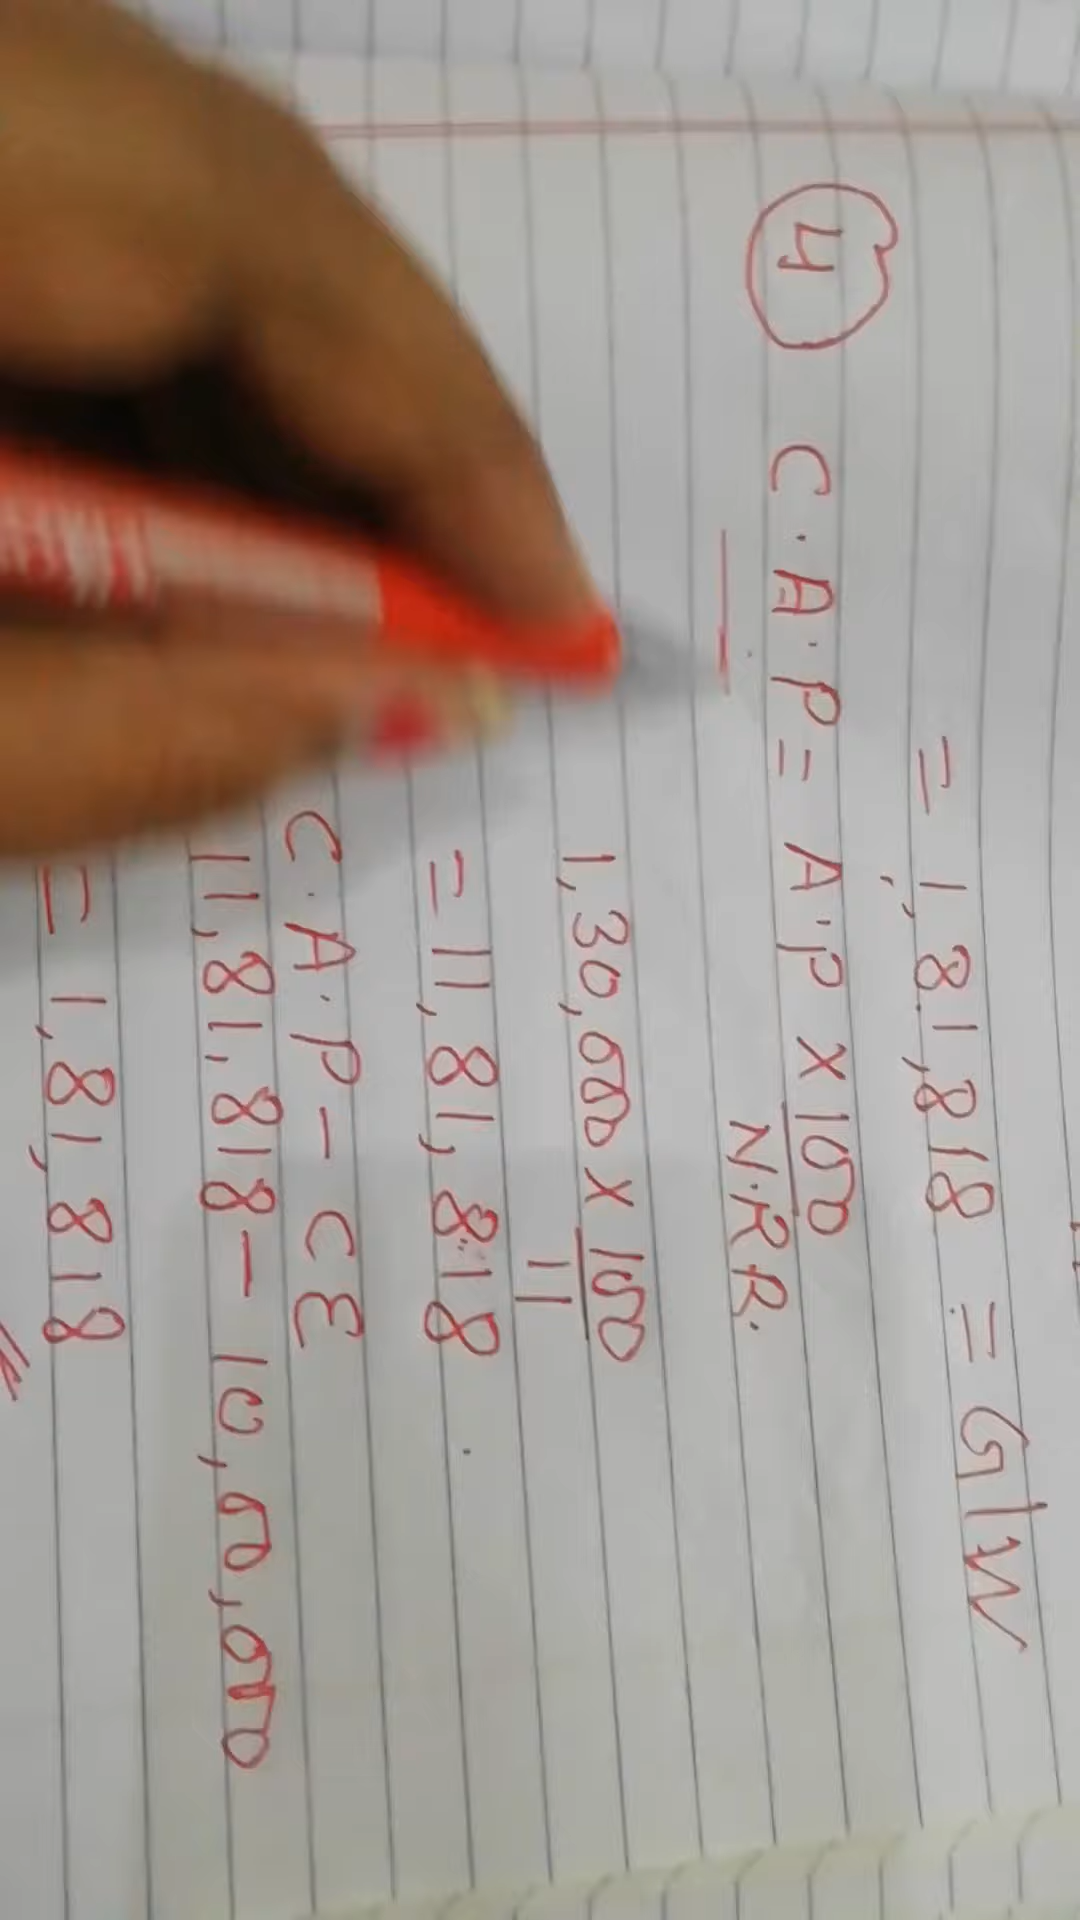 = 1,81,818 = G/W
4 C.A.P = A.P x 100
N.R.R.
1,30,000 x 100
11
= 11,81,818
C.A.P - CE
11,81,818 - 10,00,000
= 1,81,818